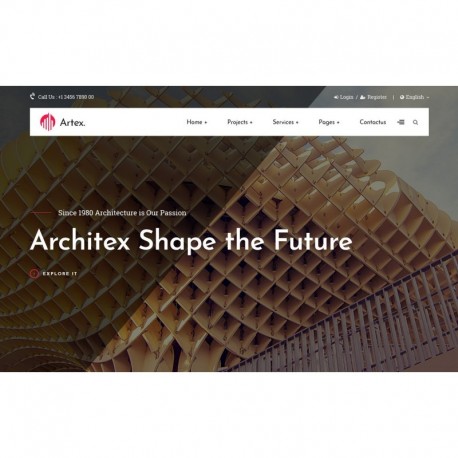 Call Us : +1 3456 7890 00
Login / Register | English
Artex.
Home + Projects + Services + Pages + Contactus
Since 1980 Architecture is Our Passion
Architex Shape the Future
EXPLORE IT